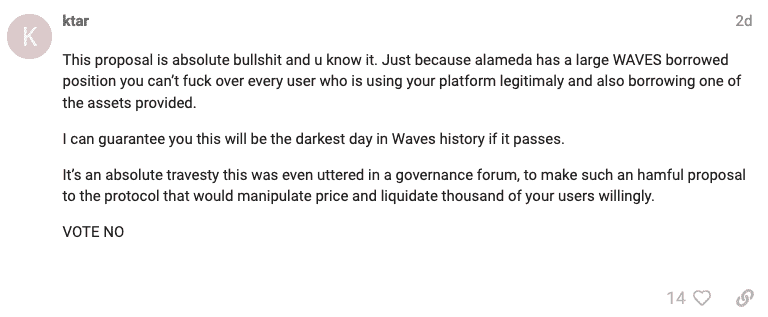 K
ktar
2d
This proposal is absolute bullshit and u know it. Just because alameda has a large WAVES borrowed
position you can’t fuck over every user who is using your platform legitimaly and also borrowing one of
the assets provided.
I can guarantee you this will be the darkest day in Waves history if it passes.
It’s an absolute travesty this was even uttered in a governance forum, to make such an hamful proposal
to the protocol that would manipulate price and liquidate thousand of your users willingly.
VOTE NO
14